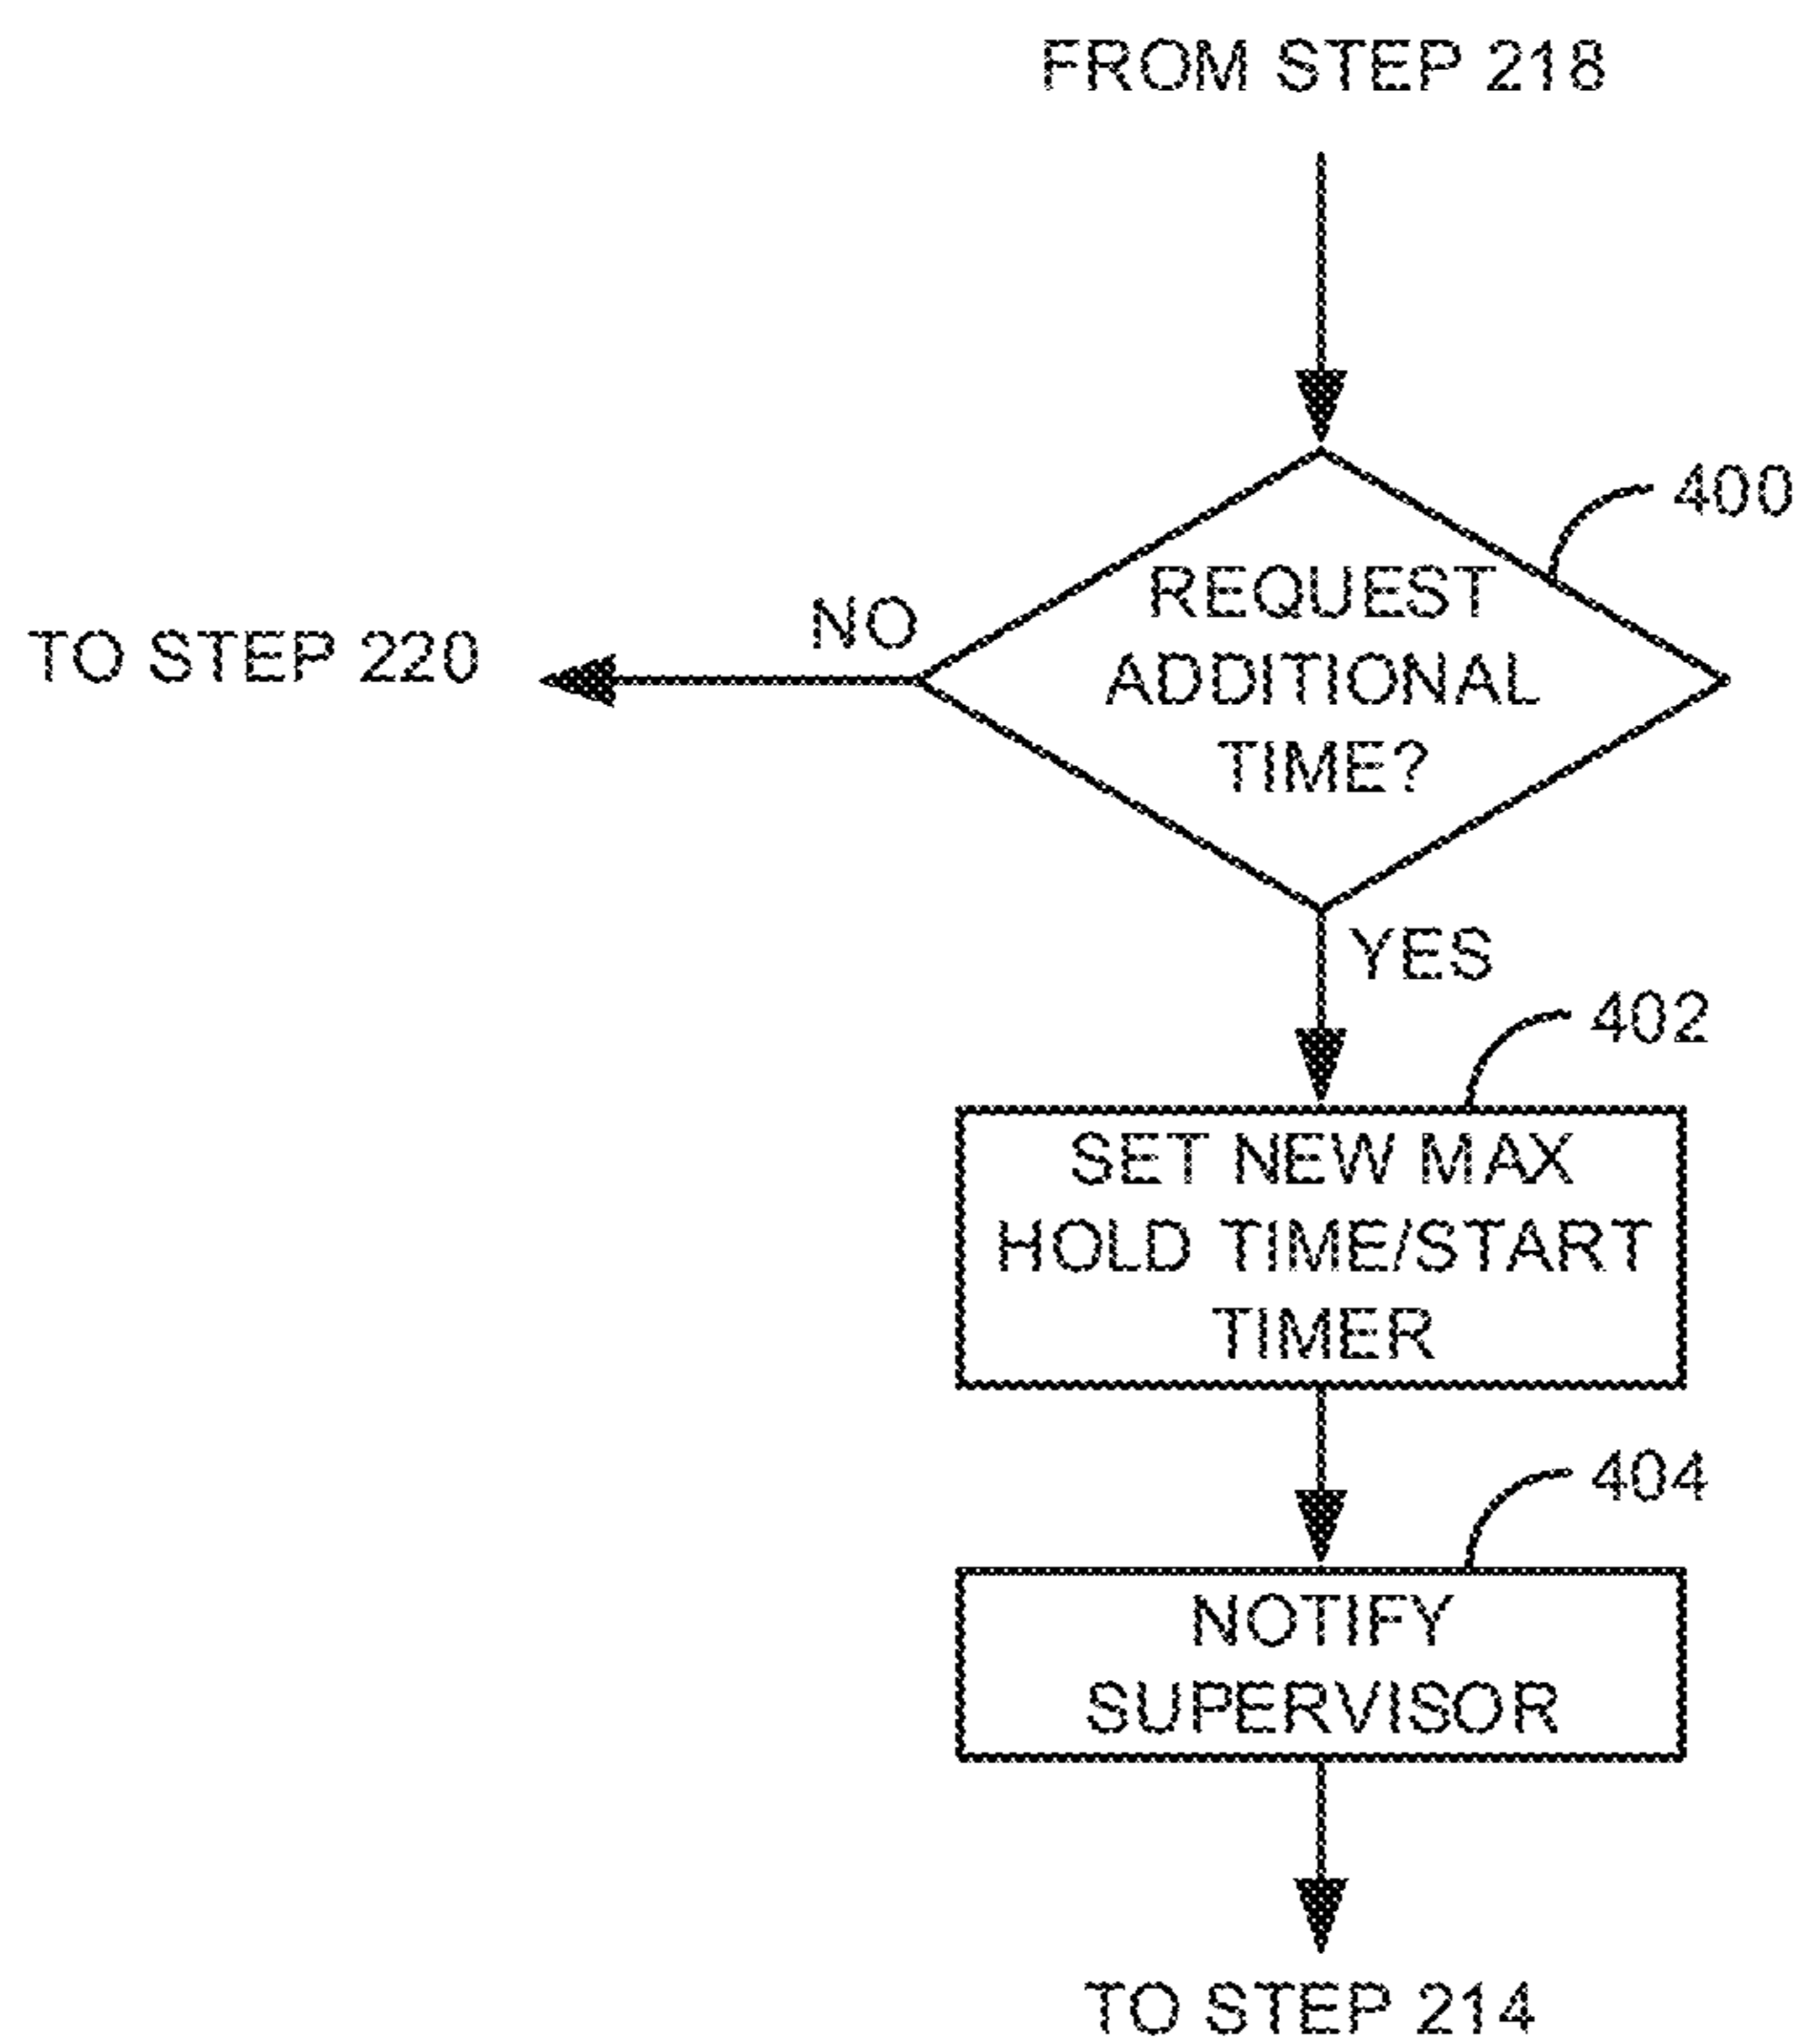 FROM STEP 218
400
REQUEST
ADDITIONAL
TIME?
NO
TO STEP 220
YES
402
SET NEW MAX
HOLD TIME/START
TIMER
404
NOTIFY
SUPERVISOR
TO STEP 214